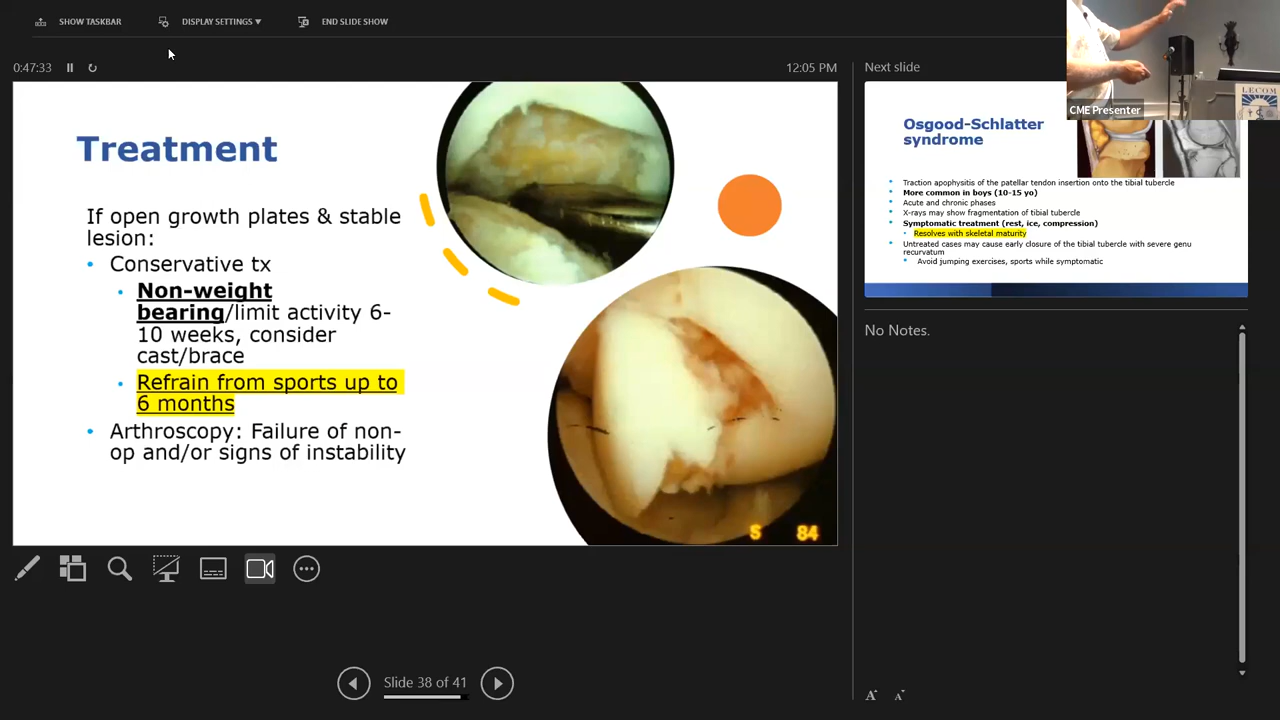 SHOW TASKBAR
DISPLAY SETTINGS ▼
END SLIDE SHOW
0:47:33
12:05 PM
Treatment
If open growth plates & stable
lesion:
• Conservative tx
• Non-weight
bearing/limit activity 6-
10 weeks, consider
cast/brace
• Refrain from sports up to
6 months
• Arthroscopy: Failure of non-
op and/or signs of instability
S 84
Slide 38 of 41
Next slide
CME Presenter
LECOM
Osgood-Schlatter
syndrome
• Traction apophysitis of the patellar tendon insertion onto the tibial tubercle
• More common in boys (10-15 yo)
• Acute and chronic phases
• X-rays may show fragmentation of tibial tubercle
• Symptomatic treatment (rest, ice, compression)
• Resolves with skeletal maturity
• Untreated cases may cause early closure of the tibial tubercle with severe genu
recurvatum
• Avoid jumping exercises, sports while symptomatic
No Notes.
A A